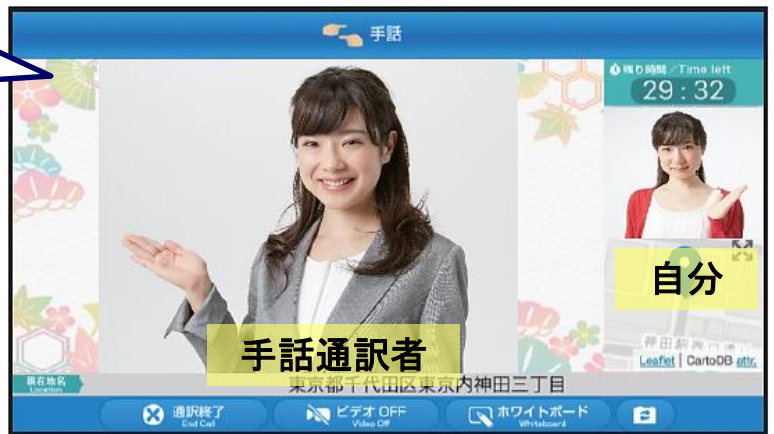 手話
残り時間/Time left
29:32
自分
手話通訳者
Leaflet | CartoDB attr.
現在地名
Location
東京都千代田区東京内神田三丁目
通訳終了
End Call
ビデオ OFF
Video Off
ホワイトボード
Whiteboard